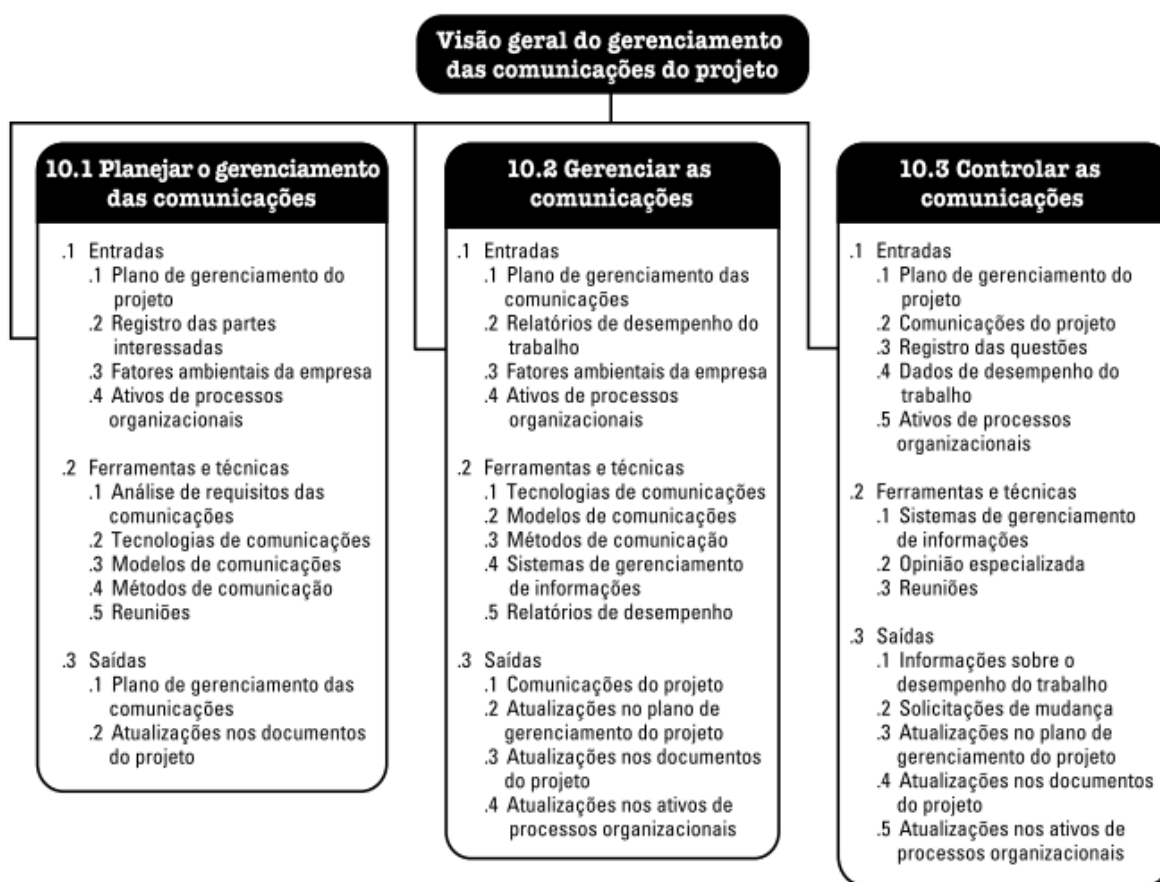 Visão geral do gerenciamento
das comunicações do projeto
10.1 Planejar o gerenciamento
das comunicações
.1 Entradas
.1 Plano de gerenciamento do
projeto
.2 Registro das partes
interessadas
.3 Fatores ambientais da empresa
.4 Ativos de processos
organizacionais
.2 Ferramentas e técnicas
.1 Análise de requisitos das
comunicações
.2 Tecnologias de comunicações
.3 Modelos de comunicações
.4 Métodos de comunicação
.5 Reuniões
.3 Saídas
.1 Plano de gerenciamento das
comunicações
.2 Atualizações nos documentos
do projeto
10.2 Gerenciar as
comunicações
.1 Entradas
.1 Plano de gerenciamento das
comunicações
.2 Relatórios de desempenho do
trabalho
.3 Fatores ambientais da empresa
.4 Ativos de processos
organizacionais
.2 Ferramentas e técnicas
.1 Tecnologias de comunicações
.2 Modelos de comunicações
.3 Métodos de comunicação
.4 Sistemas de gerenciamento
de informações
.5 Relatórios de desempenho
.3 Saídas
.1 Comunicações do projeto
.2 Atualizações no plano de
gerenciamento do projeto
.3 Atualizações nos documentos
do projeto
.4 Atualizações nos ativos de
processos organizacionais
10.3 Controlar as
comunicações
.1 Entradas
.1 Plano de gerenciamento do
projeto
.2 Comunicações do projeto
.3 Registro das questões
.4 Dados de desempenho do
trabalho
.5 Ativos de processos
organizacionais
.2 Ferramentas e técnicas
.1 Sistemas de gerenciamento
de informações
.2 Opinião especializada
.3 Reuniões
.3 Saídas
.1 Informações sobre o
desempenho do trabalho
.2 Solicitações de mudança
.3 Atualizações no plano de
gerenciamento do projeto
.4 Atualizações nos documentos
do projeto
.5 Atualizações nos ativos de
processos organizacionais